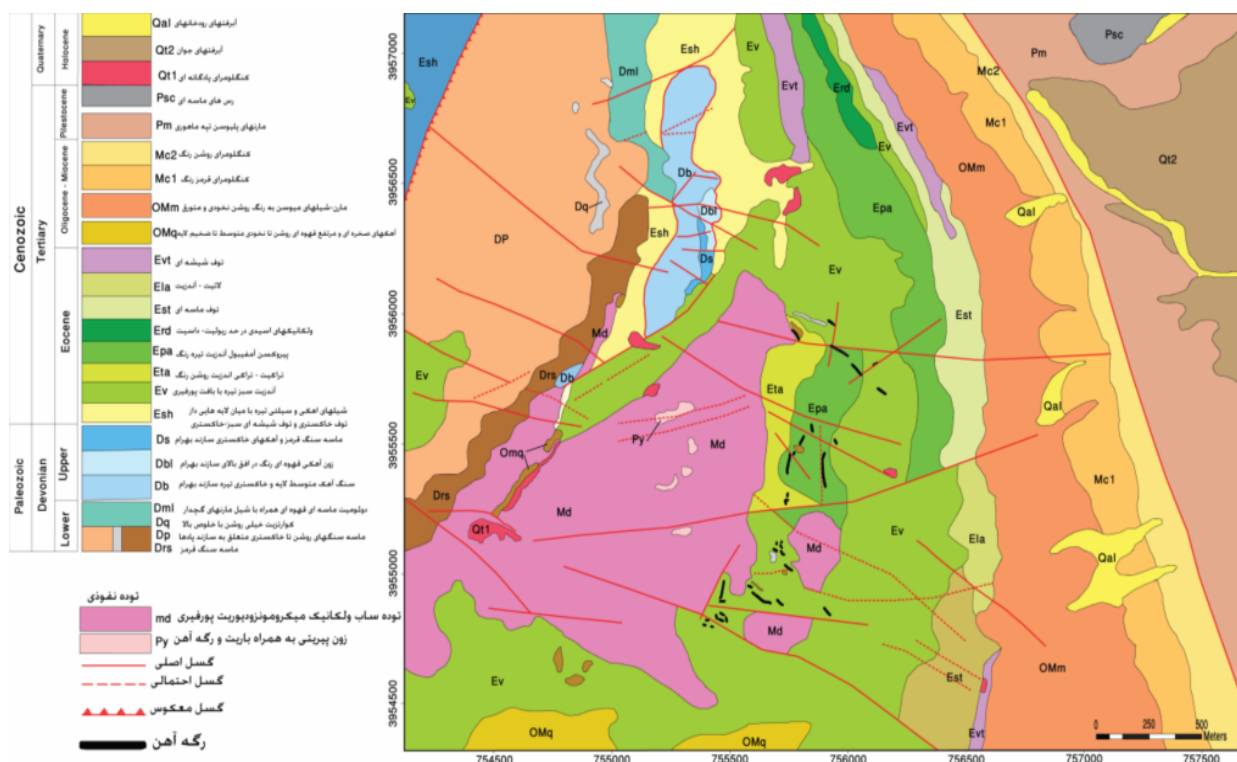 Cenozoic
Paleozoic
Quaternary
Tertiary
Devonian
Holocene
Pliestocene
Oligocene - Miocene
Eocene
Upper
Lower
Qal آبرفتهای رودخانهای
Qt2 آبرفتهای جوان
Qt1 کنگلومرای پادگانه ای
Psc رس های ماسه ای
Pm مارنهای پلیوسن تپه ماهوری
Mc2 کنگلومرای روشن رنگ
Mc1 کنگلومرای قرمز رنگ
OMm مارن-شیلهای میوسن به رنگ روشن نخودی و متورق
OMq آهکهای صخره ای و مرتفع قهوه ای روشن تا نخودی متوسط تا ضخیم لایه
Evt توف شیشه ای
Ela لاتیت - آندزیت
Est توف ماسه ای
Erd ولکانیکهای اسیدی در حد ریولیت- داسیت
Epa پیروکسن آمفیبول آندزیت تیره رنگ
Eta تراکیت - تراکی اندزیت روشن رنگ
Ev آندزیت سبز تیره با بافت پورفیری
Esh شیلهای آهکی و سیلتی تیره با میان لایه هایی داز
توف خاکستری و توف شیشه ای سبز-خاکستری
Ds ماسه سنگ قرمز و آهکهای خاکستری سازند بهرام
Dbl زون آهکی قهوه ای رنگ در افق بالای سازند بهرام
Db سنگ آهک متوسط لایه و خاکستری تیره سازند بهرام
Dml دولومیت ماسه ای قهوه ای همراه با شیل مارنهای گچدار
Dq کوارتزیت خیلی روشن با خلوص بالا
Dp ماسه سنگهای روشن تا خاکستری متعلق به سازند پادها
Drs ماسه سنگ قرمز
توده نفوذی
md توده ساب ولکانیک میکرومونزودیوریت پورفیری
Py زون پیریتی به همراه باریت و رگه آهن
گسل اصلی
گسل احتمالی
گسل معکوس
رگه آهن
3957000
3956500
3956000
3955500
3955000
3954500
Esh
Ev
Dml
Esh
Ev
Evt
Erd
Ev
Evt
Pm
Psc
Mc2
Mc1
OMm
Qt2
Db
Dq
Dbl
Esh
DP
Ds
Epa
Qal
Ev
Est
Md
Ev
Drs
Db
Eta
Epa
Qal
Py
Md
Omq
Drs
Mc1
Md
Qt1
Ev
Md
Ela
Qal
Md
Ev
Est
OMm
OMq
OMq
Evt
0 250 500
Meters
754500 755000 755500 756000 756500 757000 757500